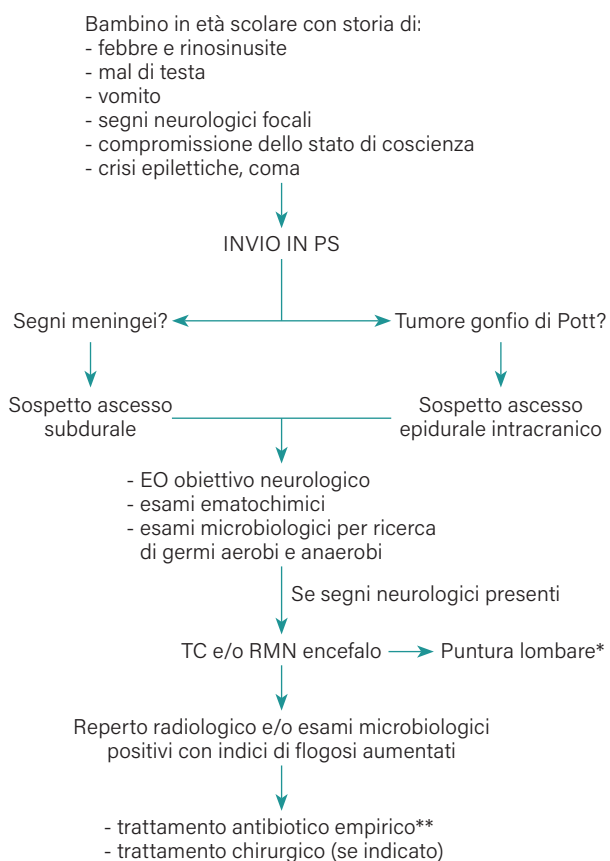 Bambino in età scolare con storia di:
- febbre e rinosinusite
- mal di testa
- vomito
- segni neurologici focali
- compromissione dello stato di coscienza
- crisi epilettiche, coma
INVIO IN PS
Segni meningei?
Tumore gonfio di Pott?
Sospetto ascesso
subdurale
Sospetto ascesso
epidurale intracranico
- EO obiettivo neurologico
- esami ematochimici
- esami microbiologici per ricerca
di germi aerobi e anaerobi
Se segni neurologici presenti
TC e/o RMN encefalo
Puntura lombare*
Reperto radiologico e/o esami microbiologici
positivi con indici di flogosi aumentati
- trattamento antibiotico empirico**
- trattamento chirurgico (se indicato)